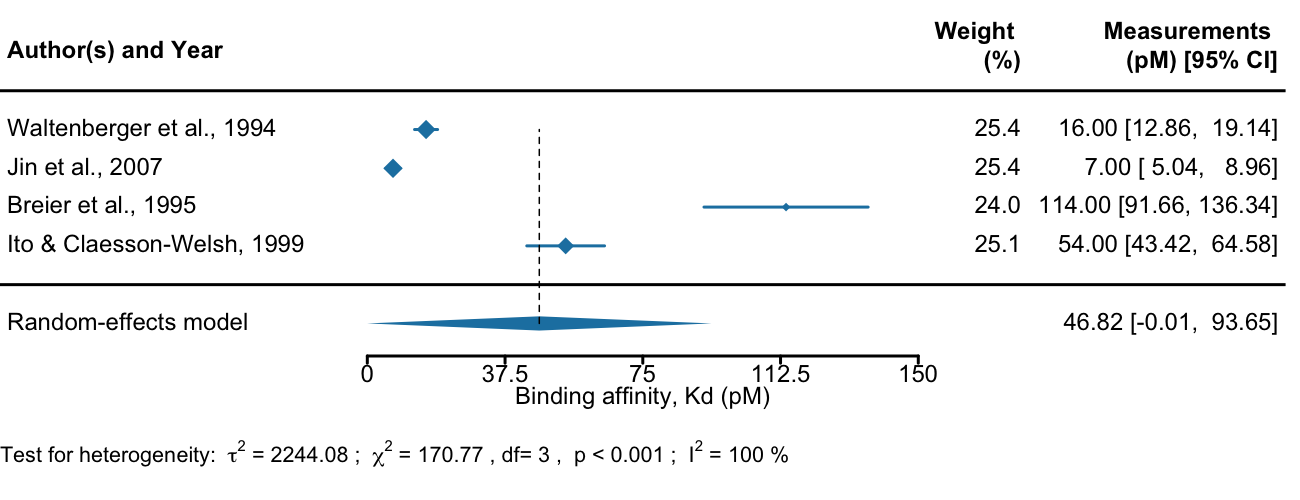 Author(s) and Year Weight (%) Measurements (pM) [95% CI]
Waltenberger et al., 1994 25.4 16.00 [12.86, 19.14]
Jin et al., 2007 25.4 7.00 [ 5.04, 8.96]
Breier et al., 1995 24.0 114.00 [91.66, 136.34]
Ito & Claesson-Welsh, 1999 25.1 54.00 [43.42, 64.58]
Random-effects model 46.82 [-0.01, 93.65]
0 37.5 75 112.5 150
Binding affinity, Kd (pM)
Test for heterogeneity: τ² = 2244.08 ; χ² = 170.77 , df= 3 , p < 0.001 ; I² = 100 %